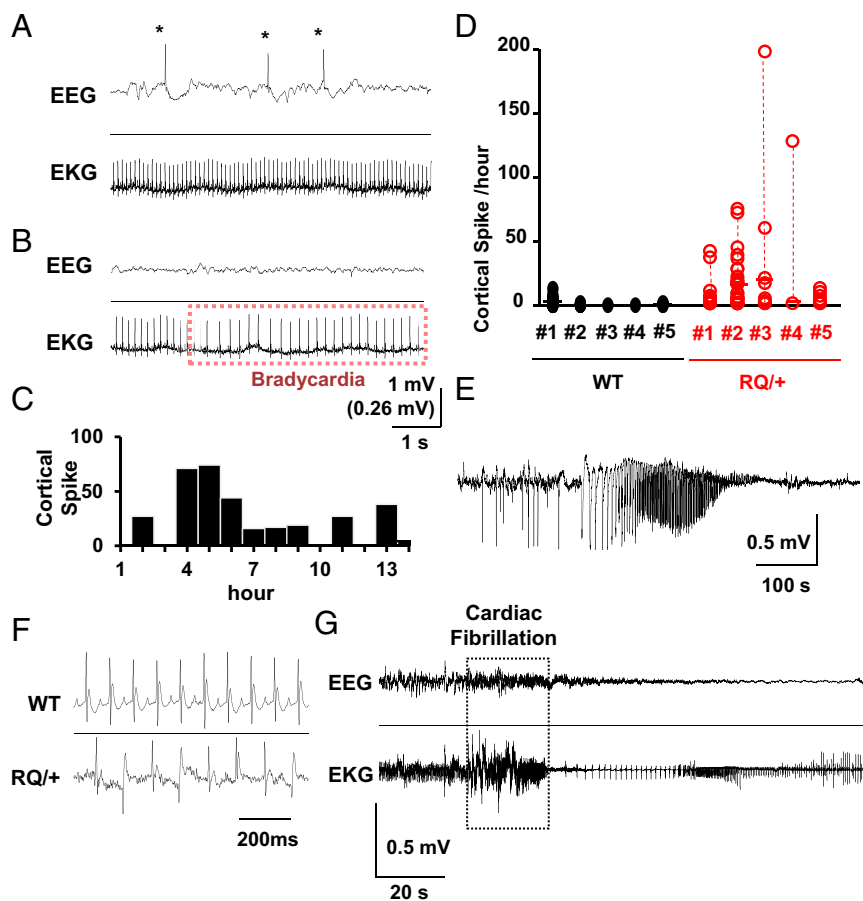 A
* * *
EEG
EKG
B
EEG
EKG
Bradycardia
1 mV
(0.26 mV)
1 s
C
Cortical
Spike
100
50
0
1 4 7 10 13
hour
D
Cortical Spike /hour
200
150
100
50
0
#1 #2 #3 #4 #5 #1 #2 #3 #4 #5
WT RQ/+
E
0.5 mV
100 s
F
WT
RQ/+
200ms
G
Cardiac
Fibrillation
EEG
EKG
0.5 mV
20 s